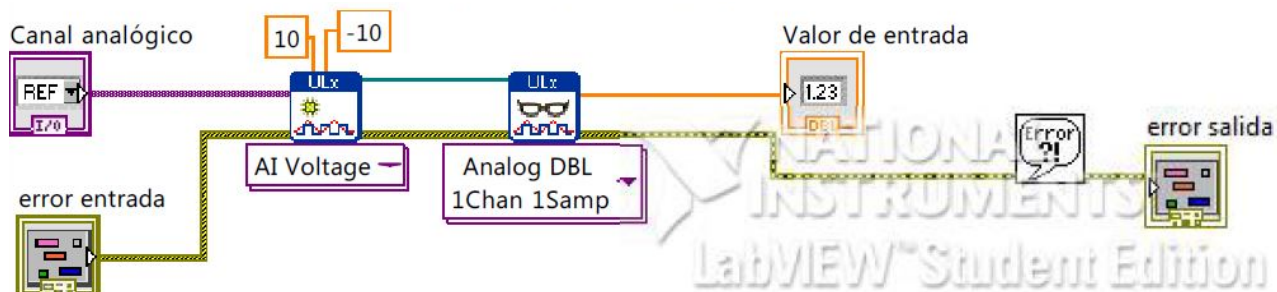 Canal analógico
10
-10
Valor de entrada
REF
I/O
ULx
AI Voltage
ULx
Analog DBL
1Chan 1Samp
1.23
DBL
Error
?!
error salida
error entrada
NATIONAL
INSTRUMENTS
LabVIEW™ Student Edition